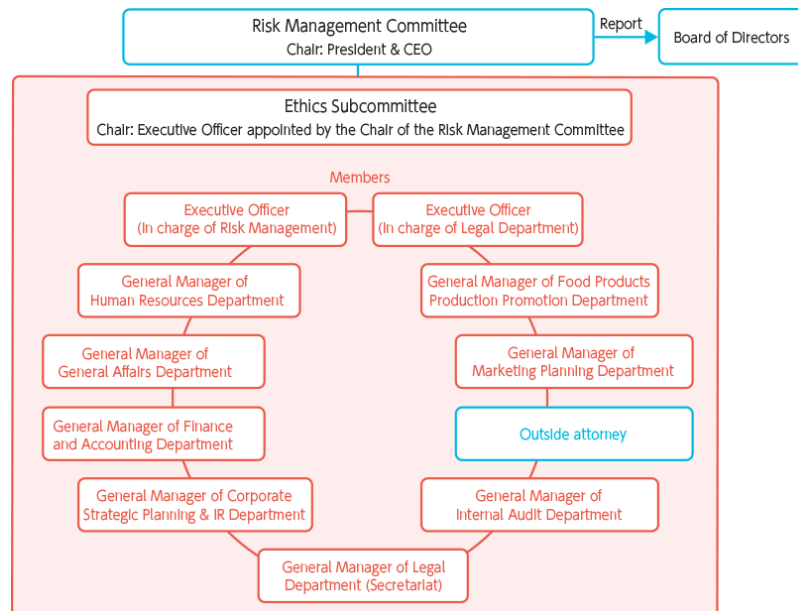 Risk Management Committee
Chair: President & CEO
Report
Board of Directors
Ethics Subcommittee
Chair: Executive Officer appointed by the Chair of the Risk Management Committee
Members
Executive Officer
(In charge of Risk Management)
Executive Officer
(In charge of Legal Department)
General Manager of
Human Resources Department
General Manager of Food Products
Production Promotion Department
General Manager of
General Affairs Department
General Manager of
Marketing Planning Department
General Manager of Finance
and Accounting Department
Outside attorney
General Manager of Corporate
Strategic Planning & IR Department
General Manager of
Internal Audit Department
General Manager of Legal
Department (Secretariat)